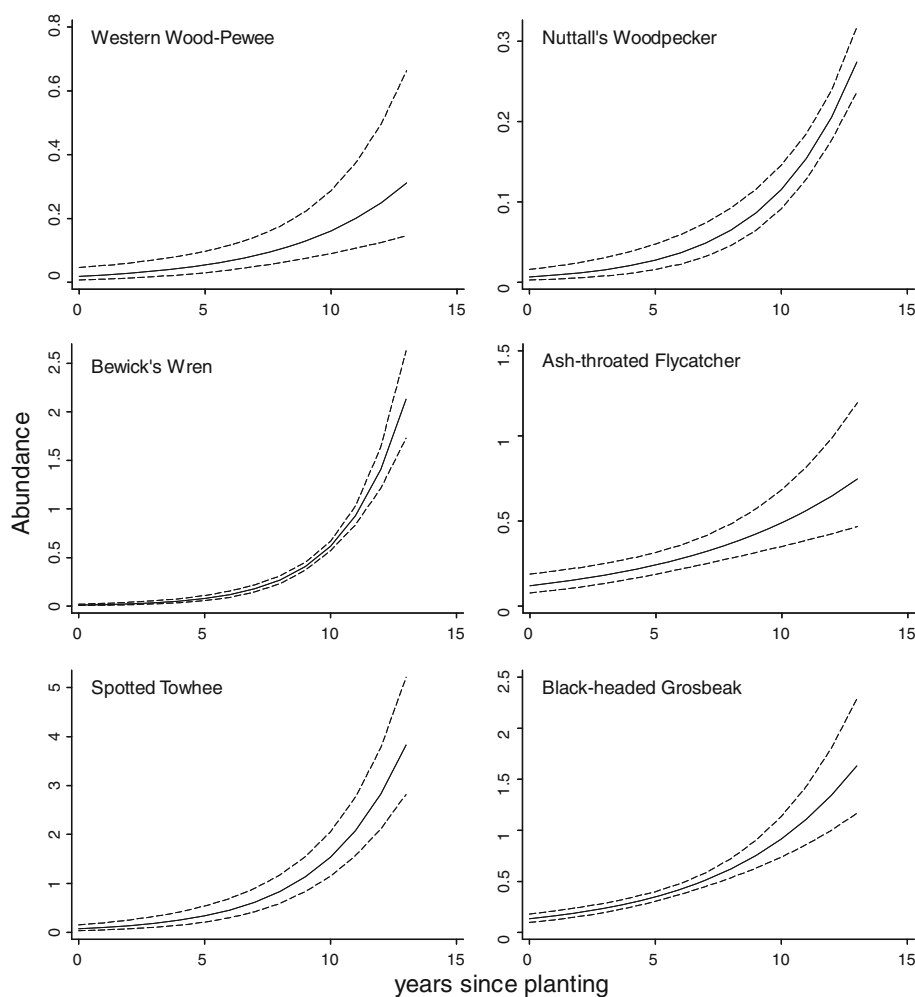 Western Wood-Pewee
0.8
0.6
0.4
0.2
0
0 5 10 15
Nuttall's Woodpecker
0.3
0.2
0.1
0
0 5 10 15
Bewick's Wren
2.5
2
1.5
1
0.5
0
0 5 10 15
Ash-throated Flycatcher
1.5
1
0.5
0
0 5 10 15
Abundance
Spotted Towhee
5
4
3
2
1
0
0 5 10 15
Black-headed Grosbeak
2.5
2
1.5
1
0.5
0
0 5 10 15
years since planting